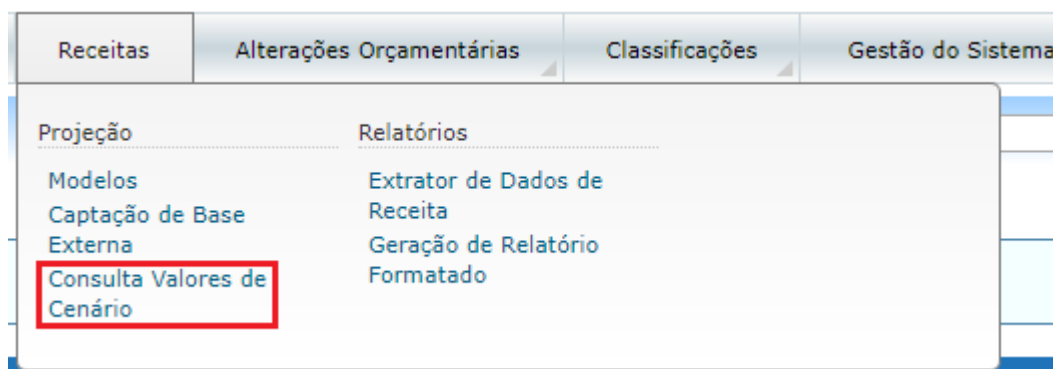 Receitas
Alterações Orçamentárias
Classificações
Gestão do Sistema
Projeção
Modelos
Captação de Base
Externa
Consulta Valores de
Cenário
Relatórios
Extrator de Dados de
Receita
Geração de Relatório
Formatado